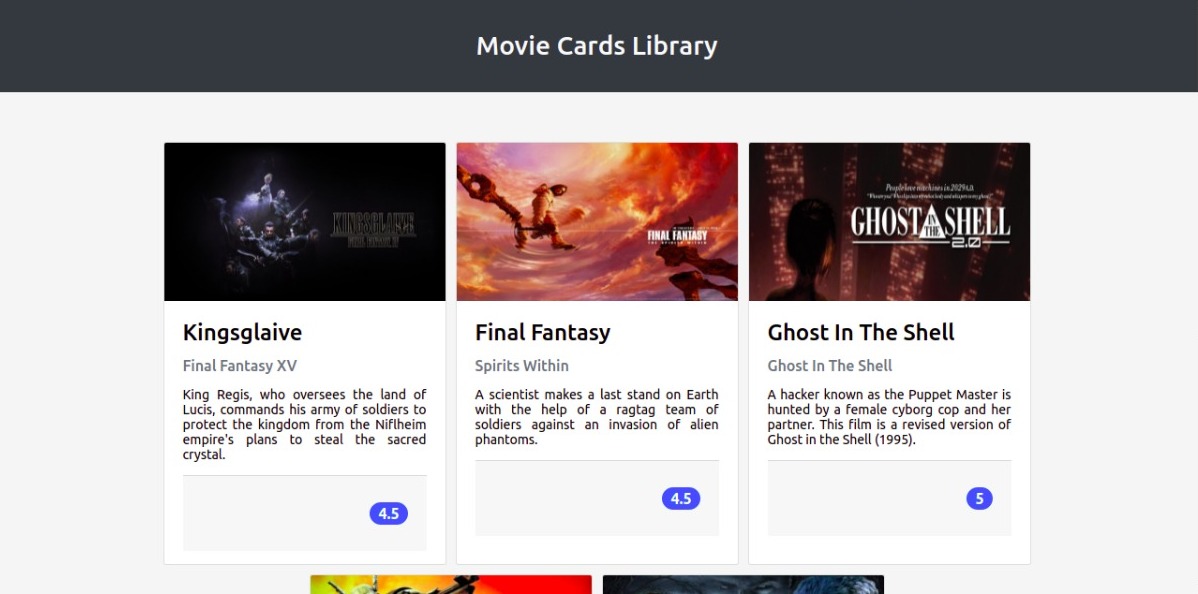 Movie Cards Library
KINGSGLAIVE
FINAL FANTASY XV
Kingsglaive
Final Fantasy XV
King Regis, who oversees the land of
Lucis, commands his army of soldiers to
protect the kingdom from the Niflheim
empire's plans to steal the sacred
crystal.
4.5
FINAL FANTASY
THE SPIRITS WITHIN
Final Fantasy
Spirits Within
A scientist makes a last stand on Earth
with the help of a ragtag team of
soldiers against an invasion of alien
phantoms.
4.5
People love machines in 2029 A.D.
GHOST IN THE SHELL
2.0
Ghost In The Shell
Ghost In The Shell
A hacker known as the Puppet Master is
hunted by a female cyborg cop and her
partner. This film is a revised version of
Ghost in the Shell (1995).
5